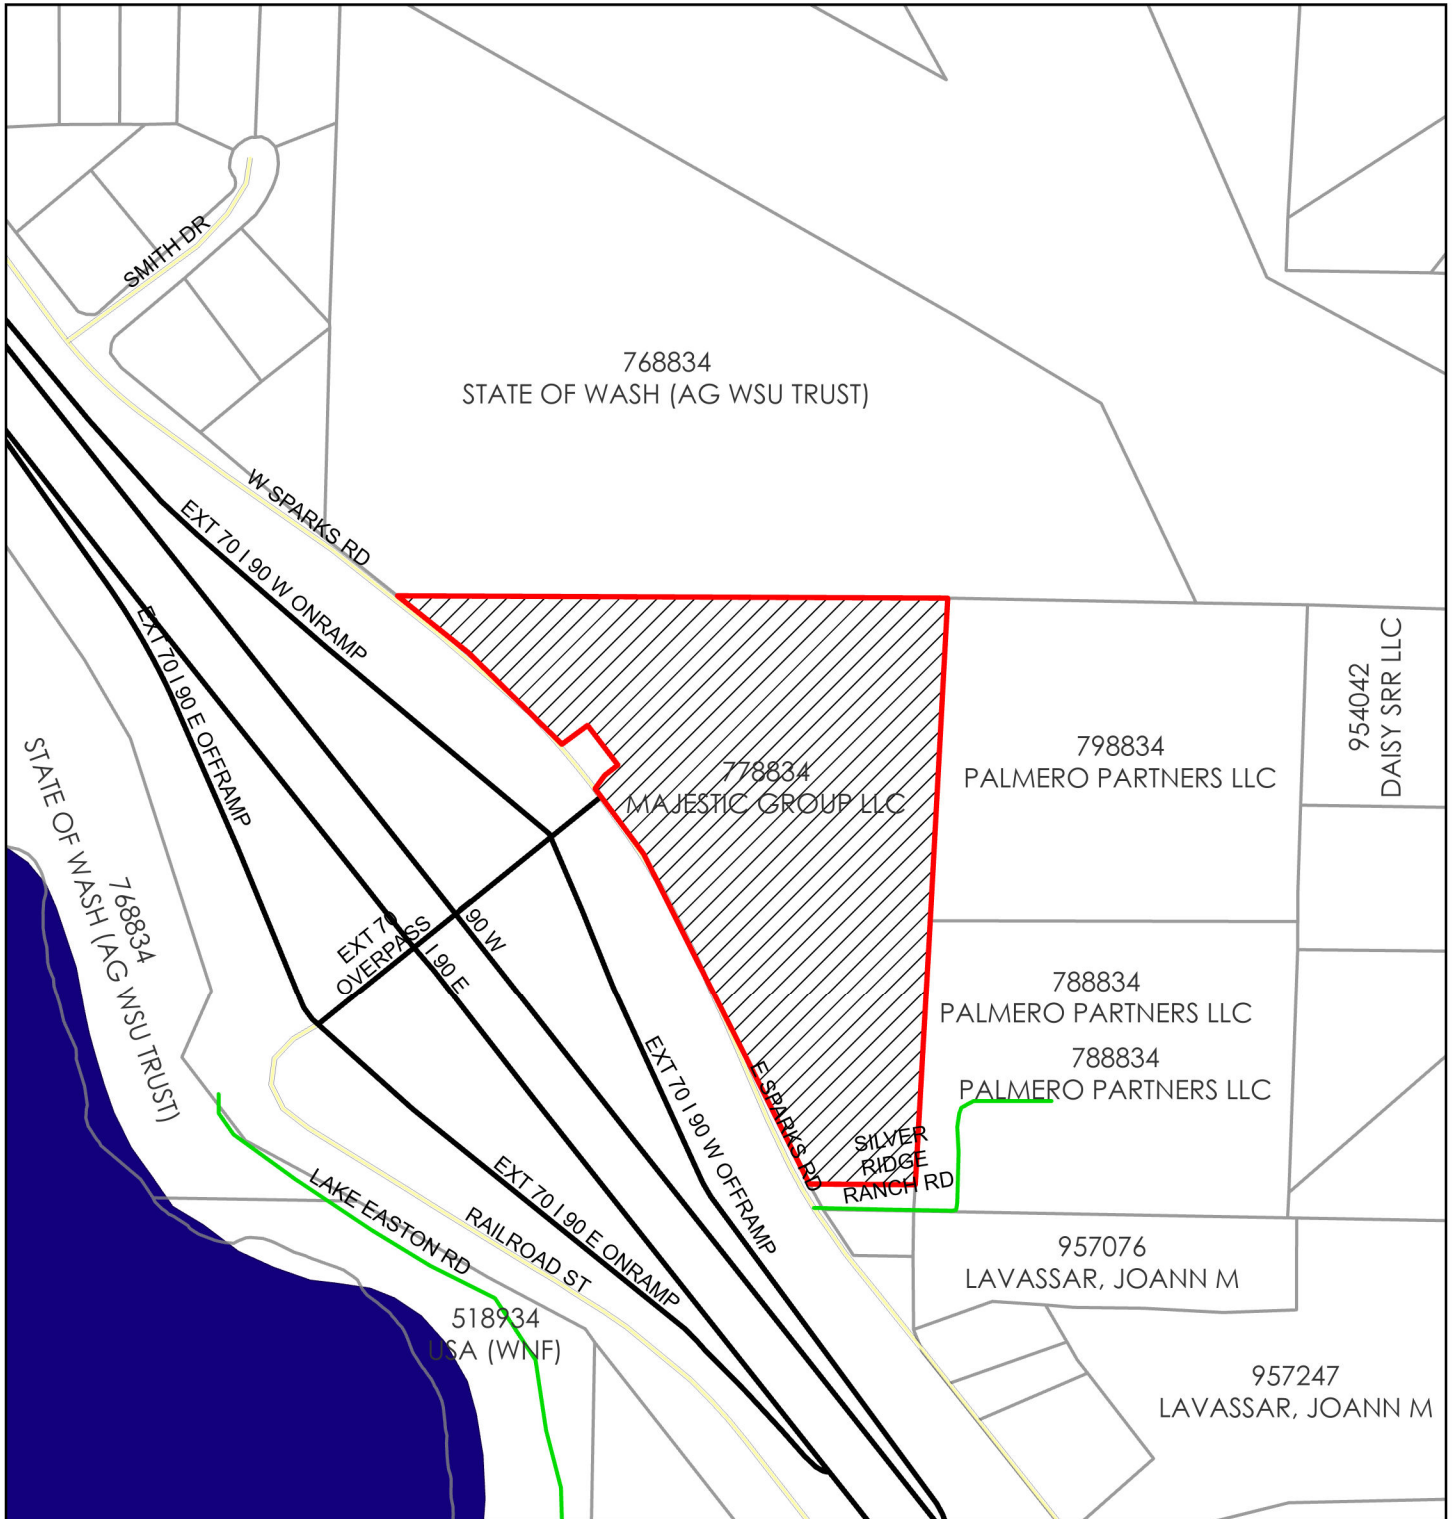 SMITH DR
768834
STATE OF WASH (AG WSU TRUST)
W SPARKS RD
EXT 70 I 90 W ONRAMP
EXT 70 I 90 E OFFRAMP
954042
DAISY SRR LLC
798834
PALMERO PARTNERS LLC
778834
MAJESTIC GROUP LLC
768834
STATE OF WASH (AG WSU TRUST)
EXT 70
OVERPASS
90 W
I 90 E
788834
PALMERO PARTNERS LLC
788834
PALMERO PARTNERS LLC
E SPARKS RD
EXT 70 I 90 W OFFRAMP
SILVER
RIDGE
RANCH RD
LAKE EASTON RD
RAILROAD ST
EXT 70 I 90 E ONRAMP
957076
LAVASSAR, JOANN M
518934
USA (WNF)
957247
LAVASSAR, JOANN M